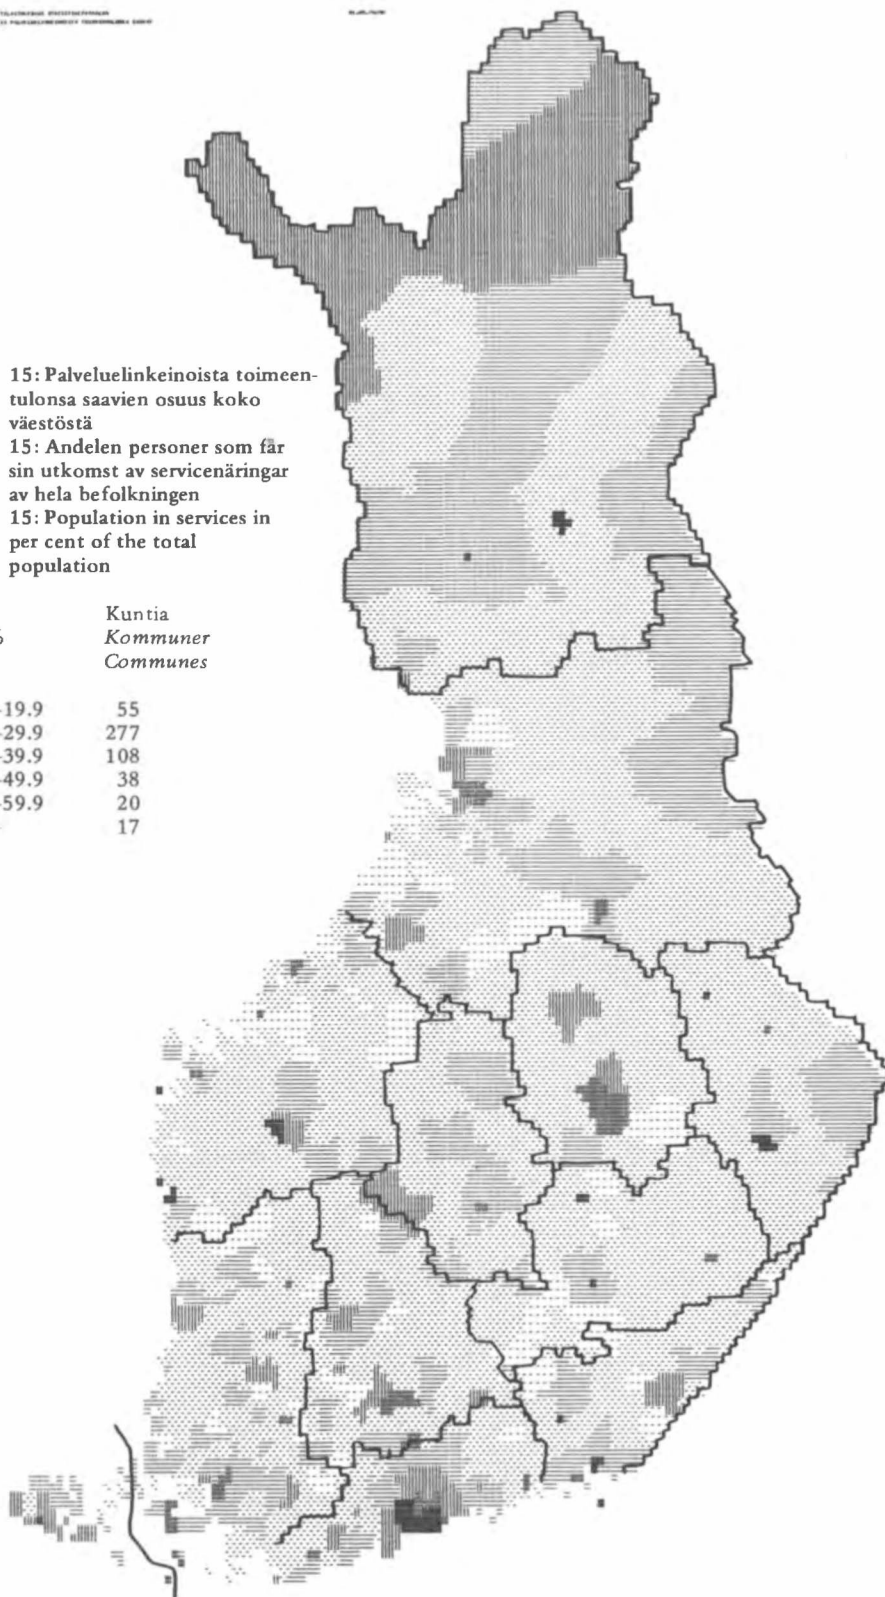 15: Palveluelinkeinoista toimeen-
tulonsa saavien osuus koko
väestöstä
15: Andelen personer som får
sin utkomst av servicenäringar
av hela befolkningen
15: Population in services in
per cent of the total
population
Kuntia
% Kommuner
Communes
-19.9 55
-29.9 277
-39.9 108
-49.9 38
-59.9 20
17